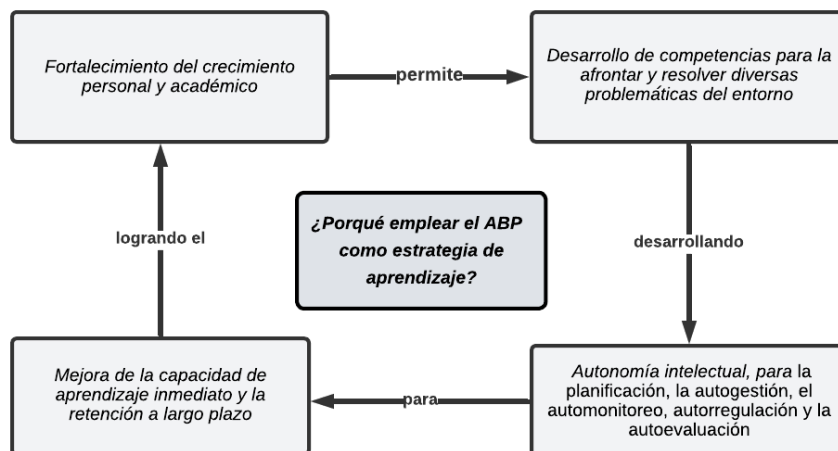 Fortalecimiento del crecimiento
personal y académico
permite
Desarrollo de competencias para la
afrontar y resolver diversas
problemáticas del entorno
logrando el
¿Porqué emplear el ABP
como estrategia de
aprendizaje?
desarrollando
Mejora de la capacidad de
aprendizaje inmediato y la
retención a largo plazo
para
Autonomía intelectual, para la
planificación, la autogestión, el
automonitoreo, autorregulación y la
autoevaluación